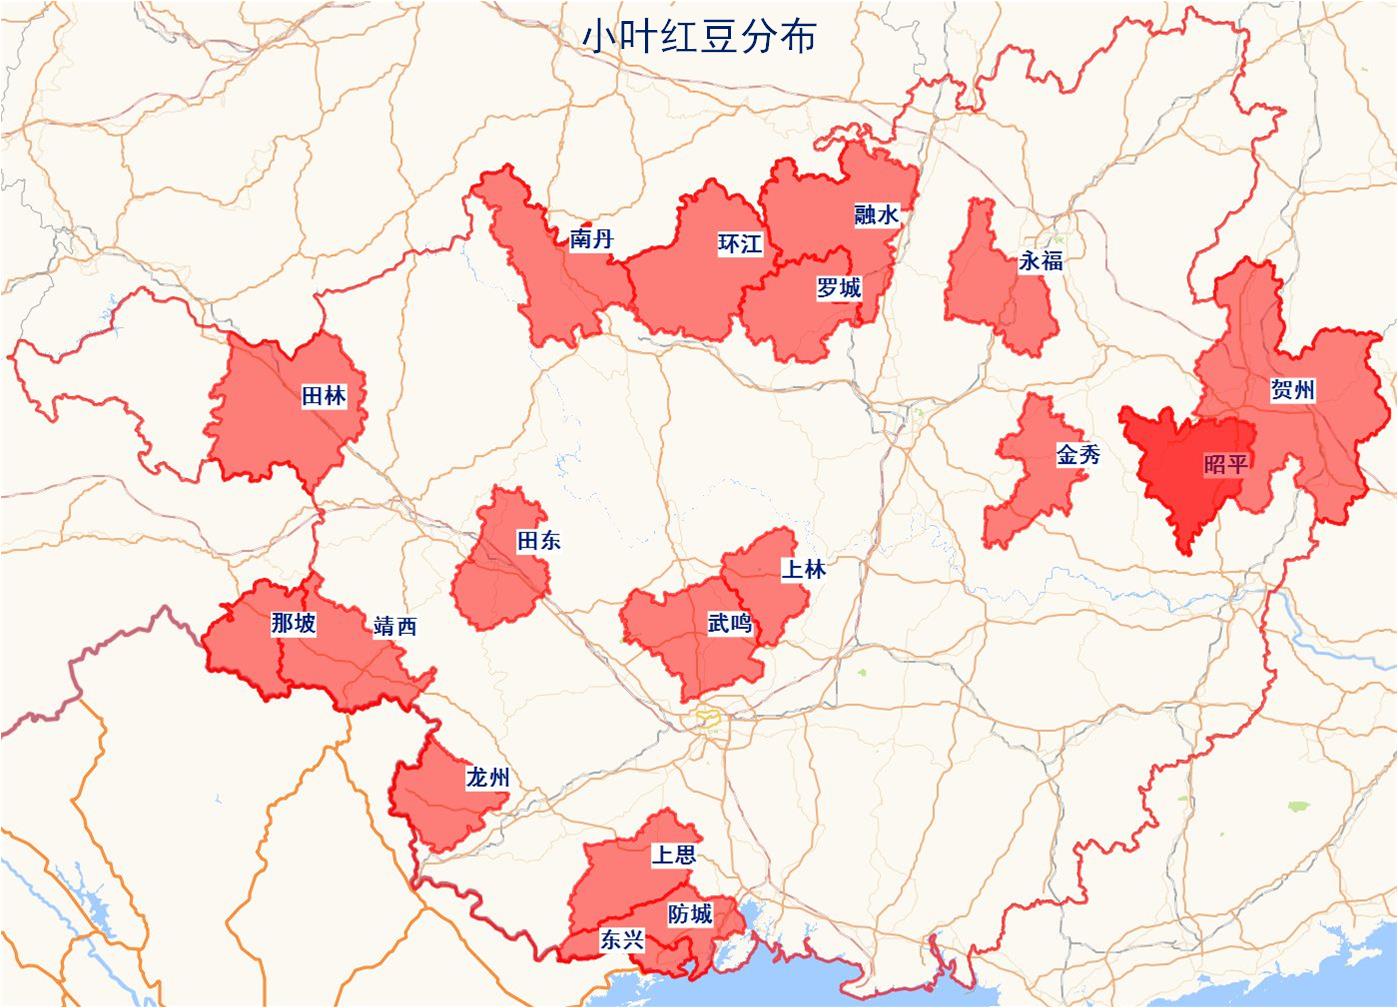 小叶红豆分布
融水
南丹
环江
永福
罗城
贺州
田林
金秀
昭平
田东
上林
那坡
靖西
武鸣
龙州
上思
防城
东兴